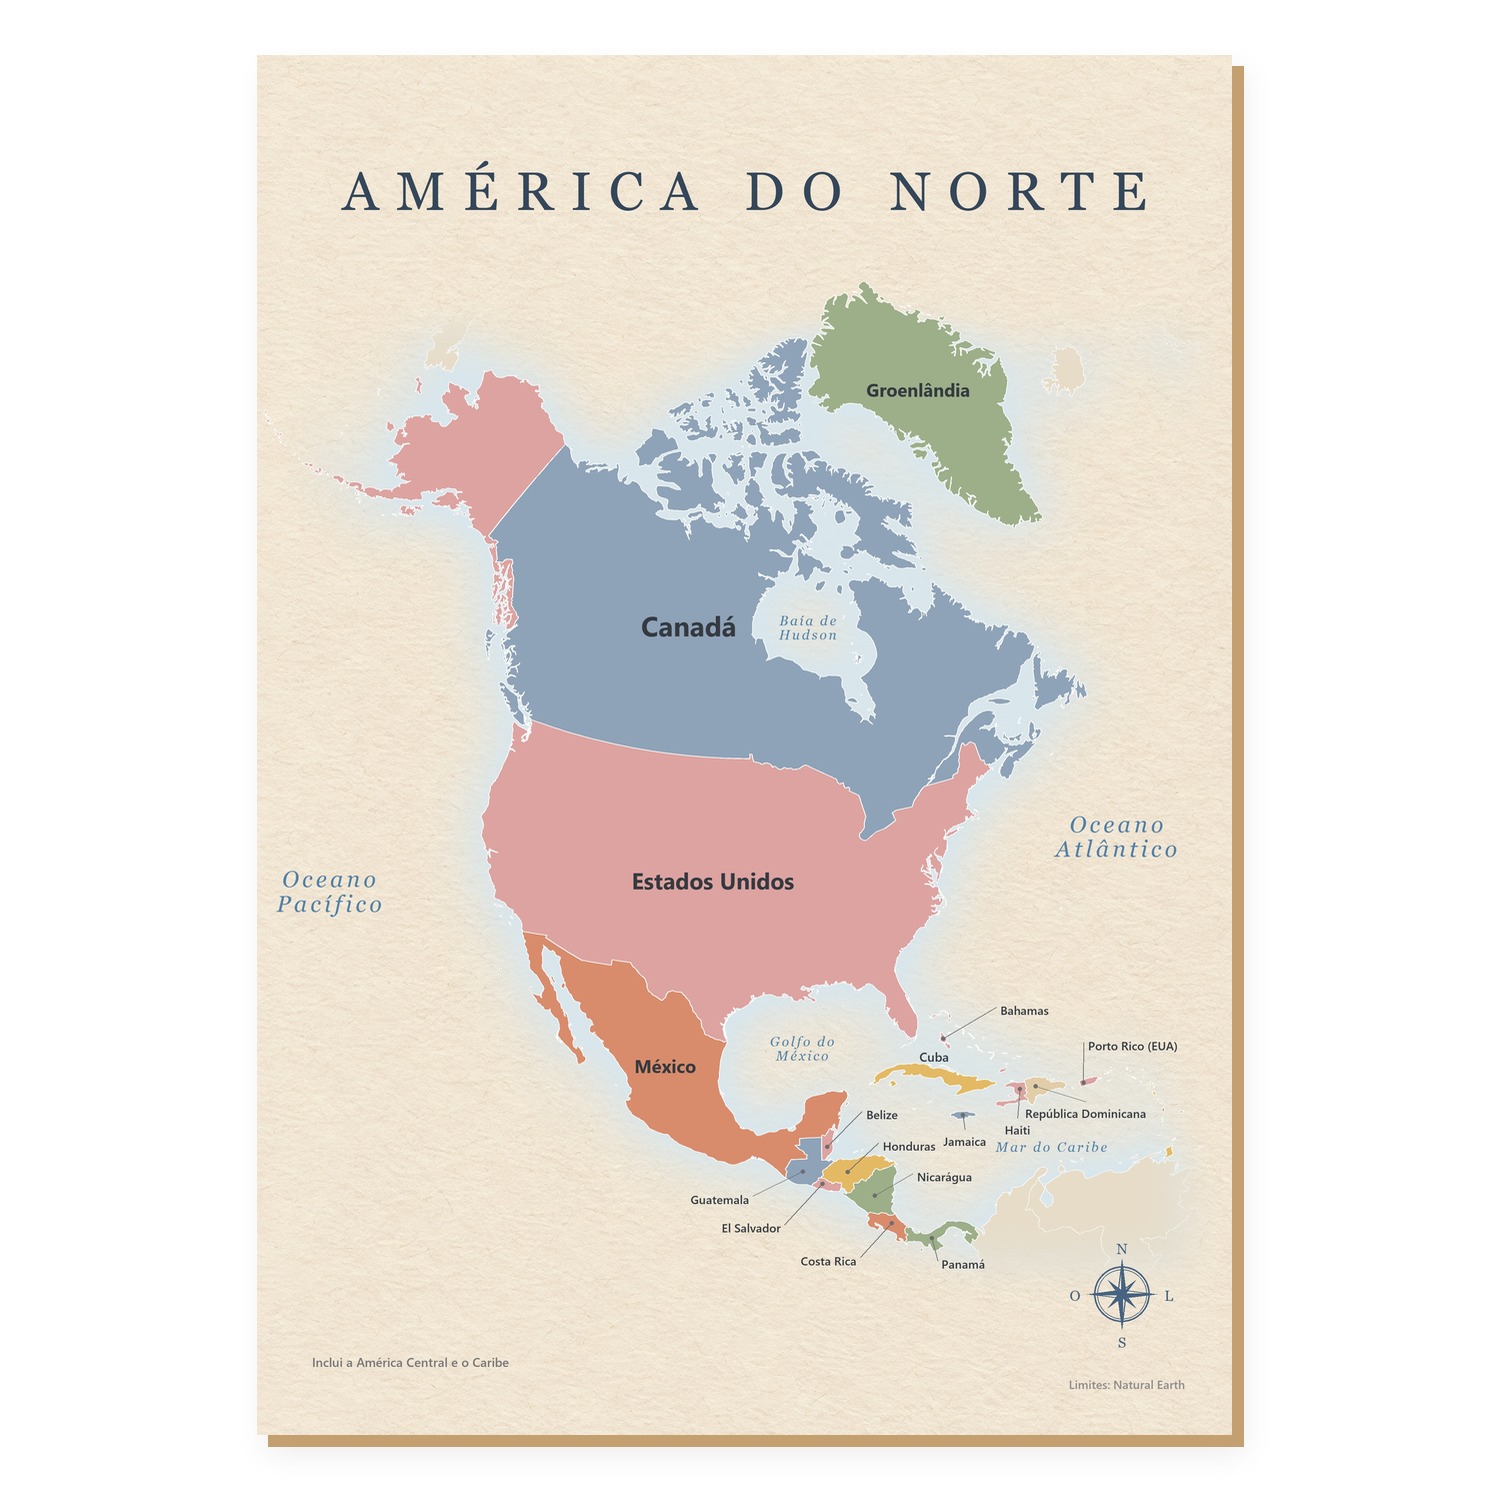 AMÉRICA DO NORTE
Groenlândia
Canadá
Baía de
Hudson
Oceano
Atlântico
Oceano
Pacífico
Estados Unidos
Bahamas
Golfo do
México
Porto Rico (EUA)
Cuba
México
Belize
República Dominicana
Haiti
Jamaica
Mar do Caribe
Honduras
Nicarágua
Guatemala
El Salvador
Costa Rica
Panamá
N
O
L
S
Inclui a América Central e o Caribe
Limites: Natural Earth